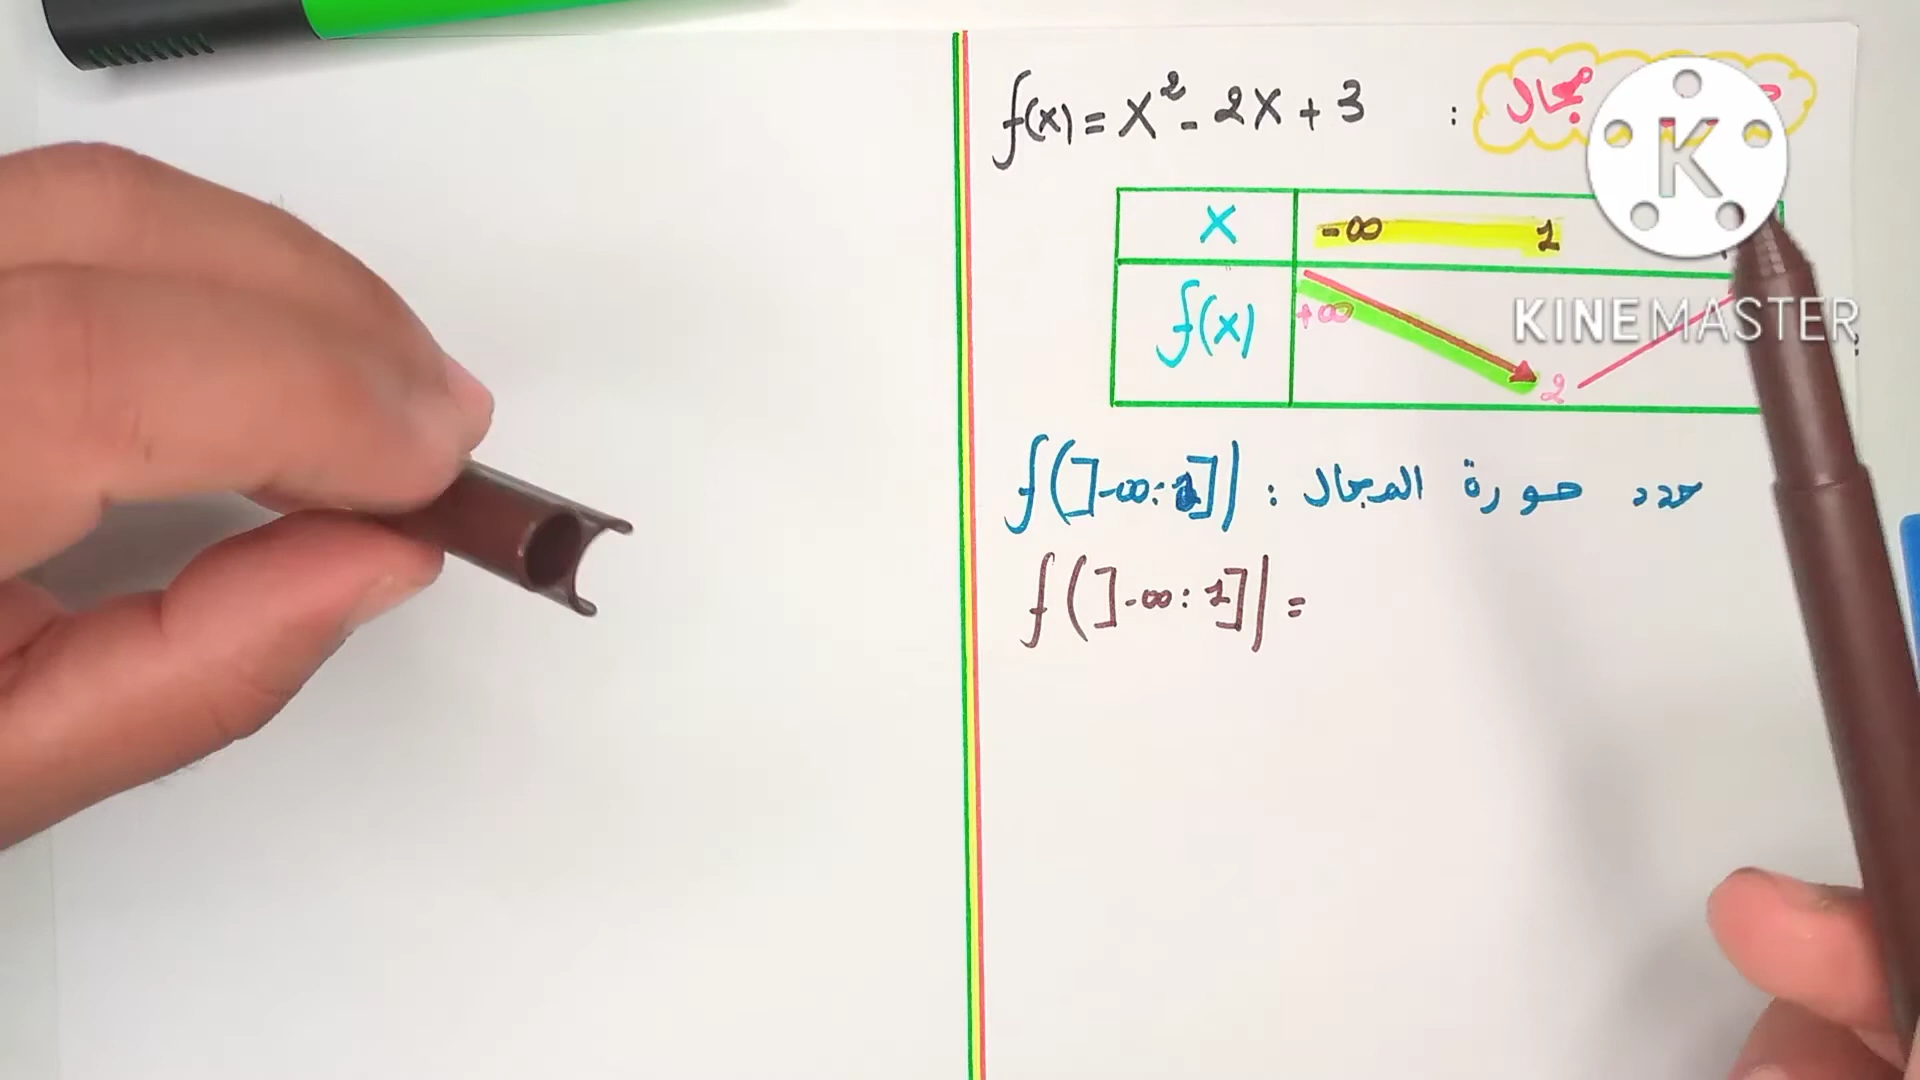 f(x) = x² - 2x + 3 : مجال
x -∞ 1
f(x) +∞ 2
حدد صورة المجال : f(]-∞ : 1])
f(]-∞ : 1]) =
K
KINEMASTER